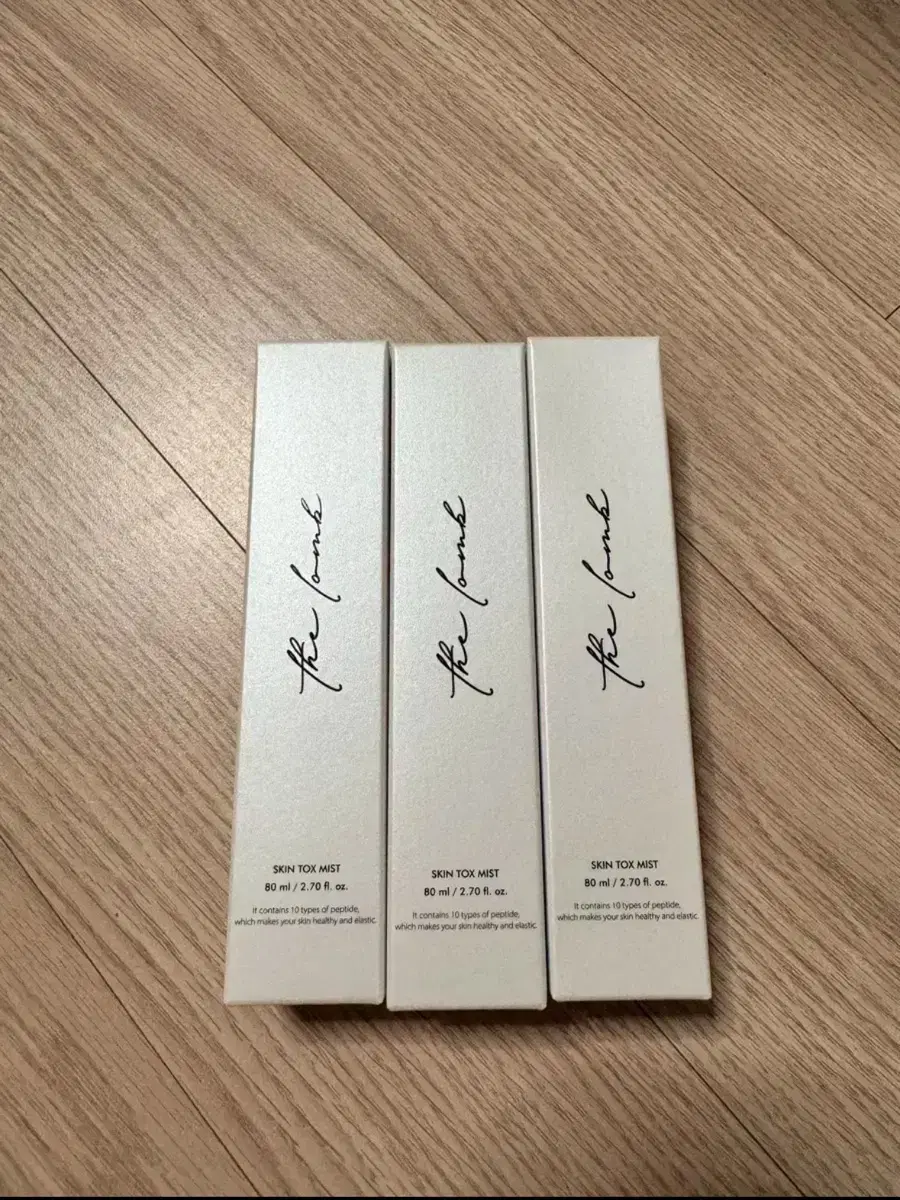 the lomk
SKIN TOX MIST
80 ml / 2.70 fl. oz.
It contains 10 types of peptide,
which makes your skin healthy and elastic.
the lomk
SKIN TOX MIST
80 ml / 2.70 fl. oz.
It contains 10 types of peptide,
which makes your skin healthy and elastic.
the lomk
SKIN TOX MIST
80 ml / 2.70 fl. oz.
It contains 10 types of peptide,
which makes your skin healthy and elastic.